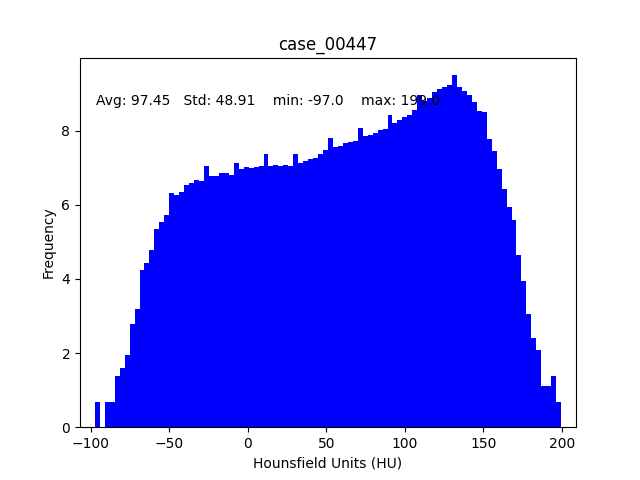 case_00447
Avg: 97.45 Std: 48.91 min: -97.0 max: 199.0
Frequency
8
6
4
2
0
−100 −50 0 50 100 150 200
Hounsfield Units (HU)